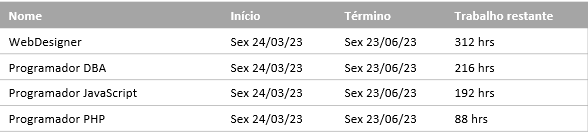 Nome Início Término Trabalho restante
WebDesigner Sex 24/03/23 Sex 23/06/23 312 hrs
Programador DBA Sex 24/03/23 Sex 23/06/23 216 hrs
Programador JavaScript Sex 24/03/23 Sex 23/06/23 192 hrs
Programador PHP Sex 24/03/23 Sex 23/06/23 88 hrs